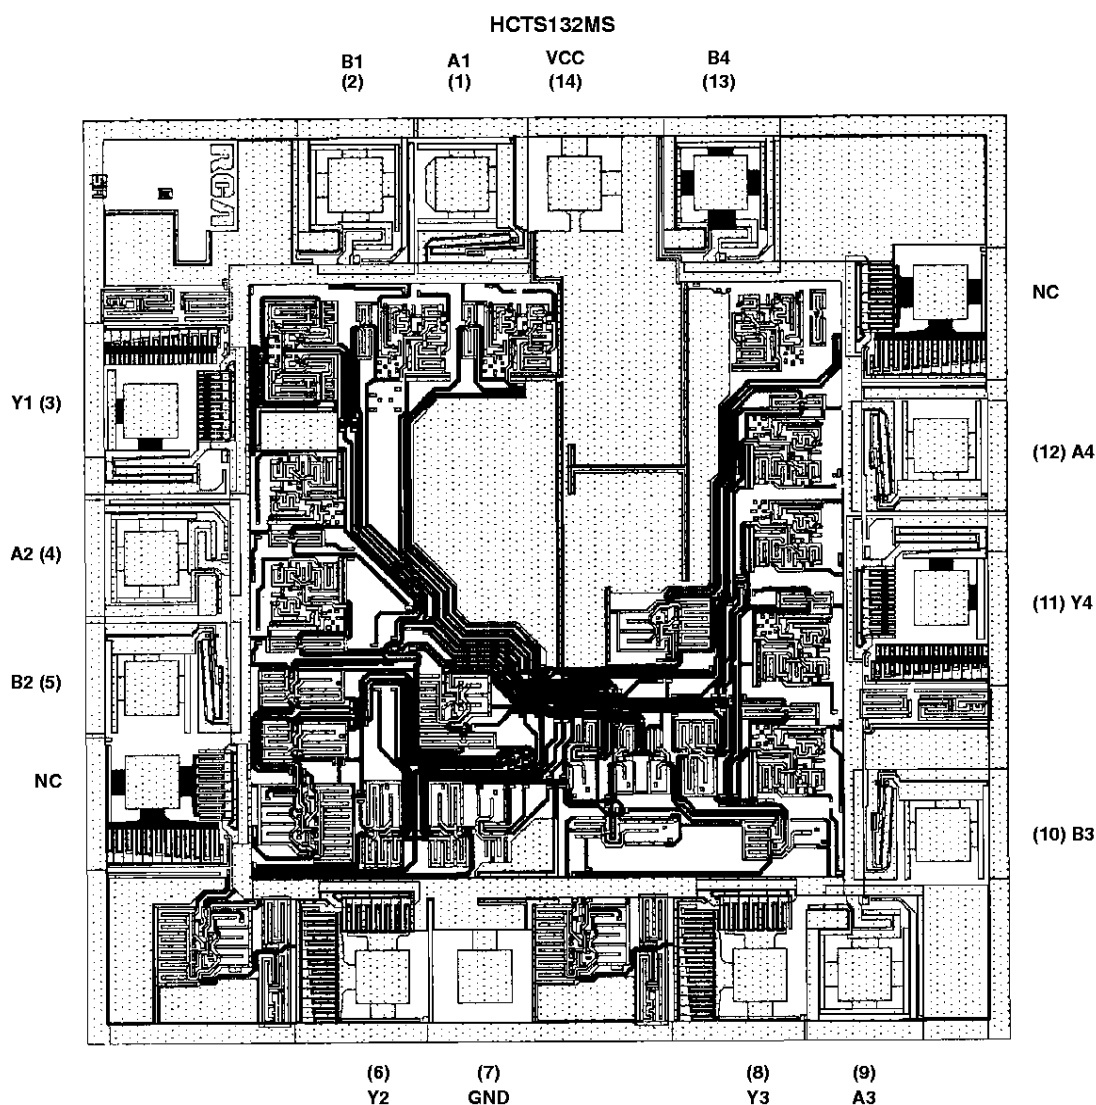 HCTS132MS
B1 A1 VCC B4
(2) (1) (14) (13)
RCA
NC
Y1 (3)
(12) A4
A2 (4)
(11) Y4
B2 (5)
NC
(10) B3
(6) (7) (8) (9)
Y2 GND Y3 A3